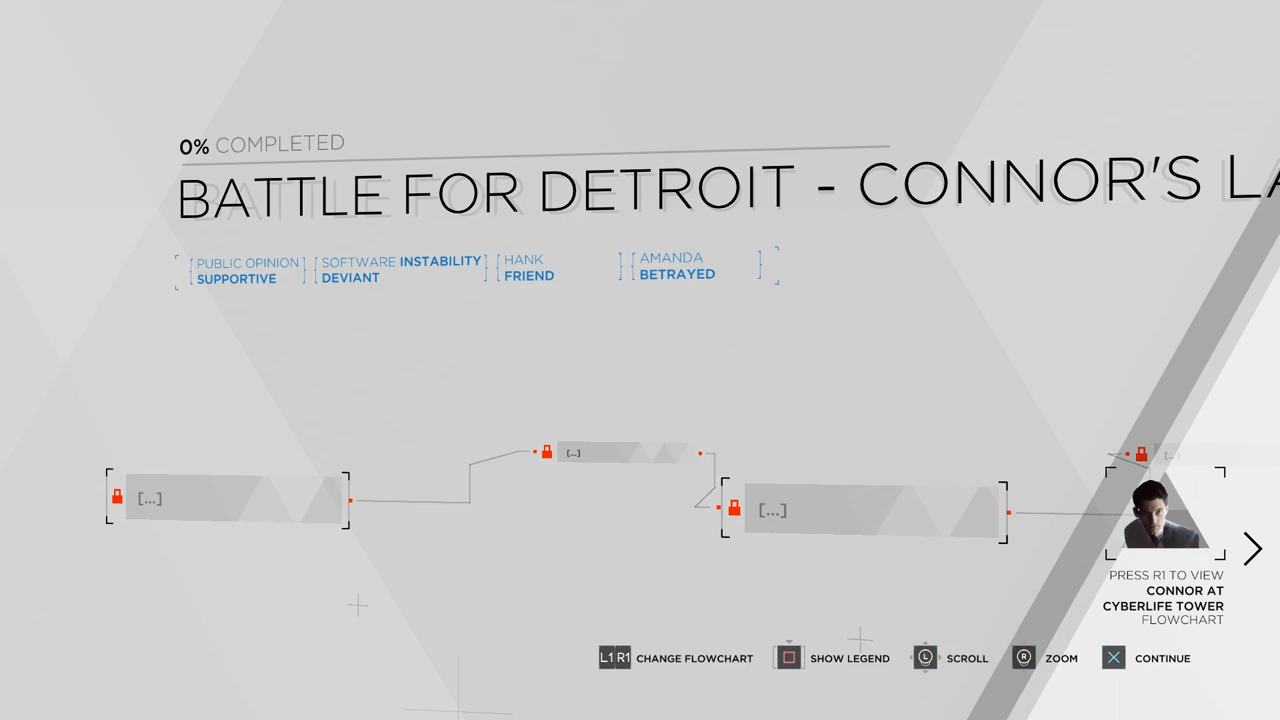 0% COMPLETED
BATTLE FOR DETROIT - CONNOR'S LA
PUBLIC OPINION
SUPPORTIVE
SOFTWARE INSTABILITY
DEVIANT
HANK
FRIEND
AMANDA
BETRAYED
[...]
[...]
[...]
[...]
PRESS R1 TO VIEW
CONNOR AT
CYBERLIFE TOWER
FLOWCHART
L1 R1 CHANGE FLOWCHART
SHOW LEGEND
L SCROLL
R ZOOM
CONTINUE